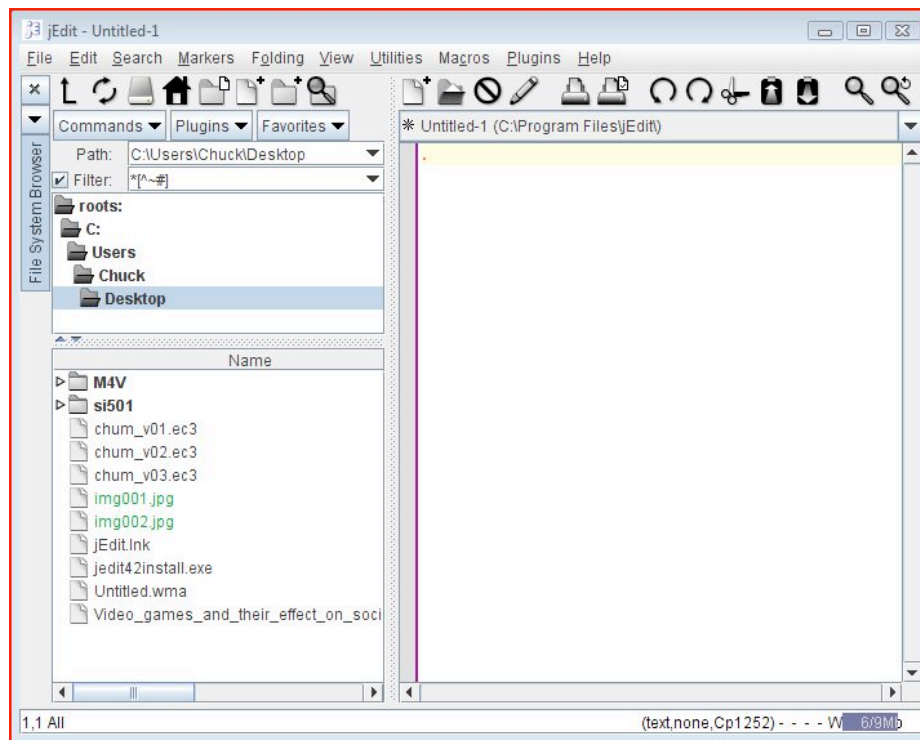 jEdit - Untitled-1
File Edit Search Markers Folding View Utilities Macros Plugins Help
Commands Plugins Favorites
* Untitled-1 (C:\Program Files\jEdit\)
File System Browser
Path: C:\Users\Chuck\Desktop
Filter: *[^~#]
roots:
C:
Users
Chuck
Desktop
Name
M4V
si501
chum_v01.ec3
chum_v02.ec3
chum_v03.ec3
img001.jpg
img002.jpg
jEdit.lnk
jedit42install.exe
Untitled.wma
Video_games_and_their_effect_on_soci
1,1 All
(text,none,Cp1252) - - - - W 6/9Mb